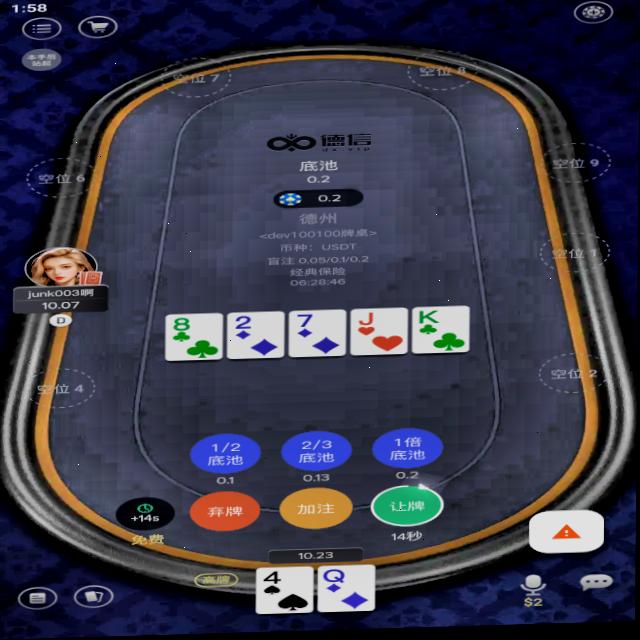 1:58
本手后
站起
空位 7
空位 8
德信
dx.vip
底池
0.2
0.2
空位 6
空位 9
德州
<dev100100牌桌>
币种：USDT
盲注 0.05/0.1/0.2
经典保险
06:28:46
空位 1
junk003啊
10.07
D
8
2
7
J
K
空位 4
空位 2
1/2
底池
2/3
底池
1倍
底池
0.1
0.13
0.2
+14s
免费
弃牌
加注
让牌
14秒
10.23
高牌
4
Q
$2